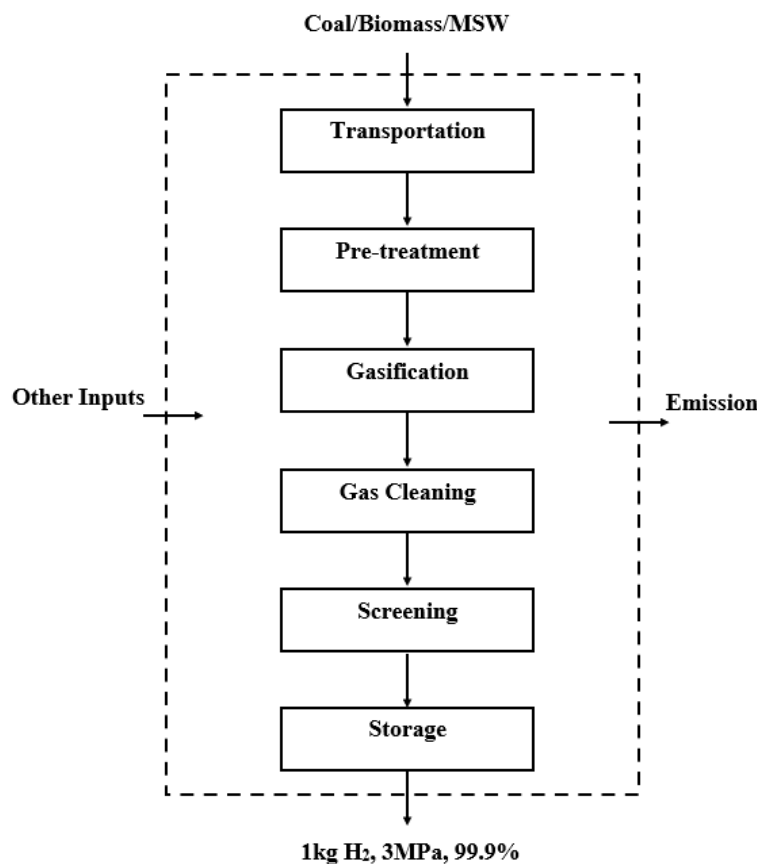 Coal/Biomass/MSW
Transportation
Pre-treatment
Gasification
Other Inputs
Emission
Gas Cleaning
Screening
Storage
1kg H₂, 3MPa, 99.9%